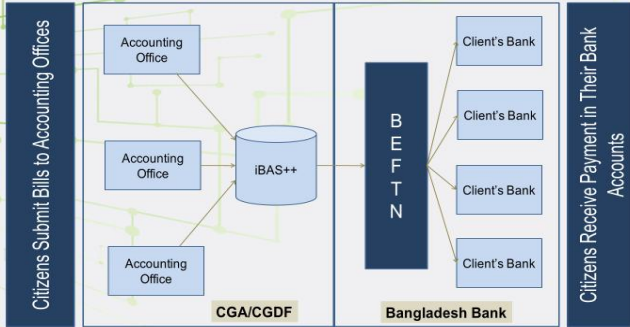 Citizens Submit Bills to Accounting Offices
Accounting
Office
Accounting
Office
Accounting
Office
iBAS++
CGA/CGDF
B
E
F
T
N
Client's Bank
Client's Bank
Client's Bank
Client's Bank
Bangladesh Bank
Citizens Receive Payment in Their Bank
Accounts